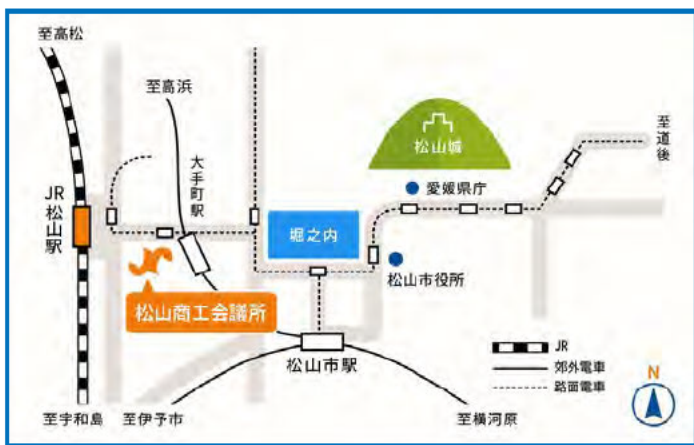 至高松
至高浜
大手町駅
JR
松山駅
松山城
至道後
愛媛県庁
堀之内
松山市役所
松山商工会議所
松山市駅
JR
郊外電車
路面電車
N
至宇和島
至伊予市
至横河原